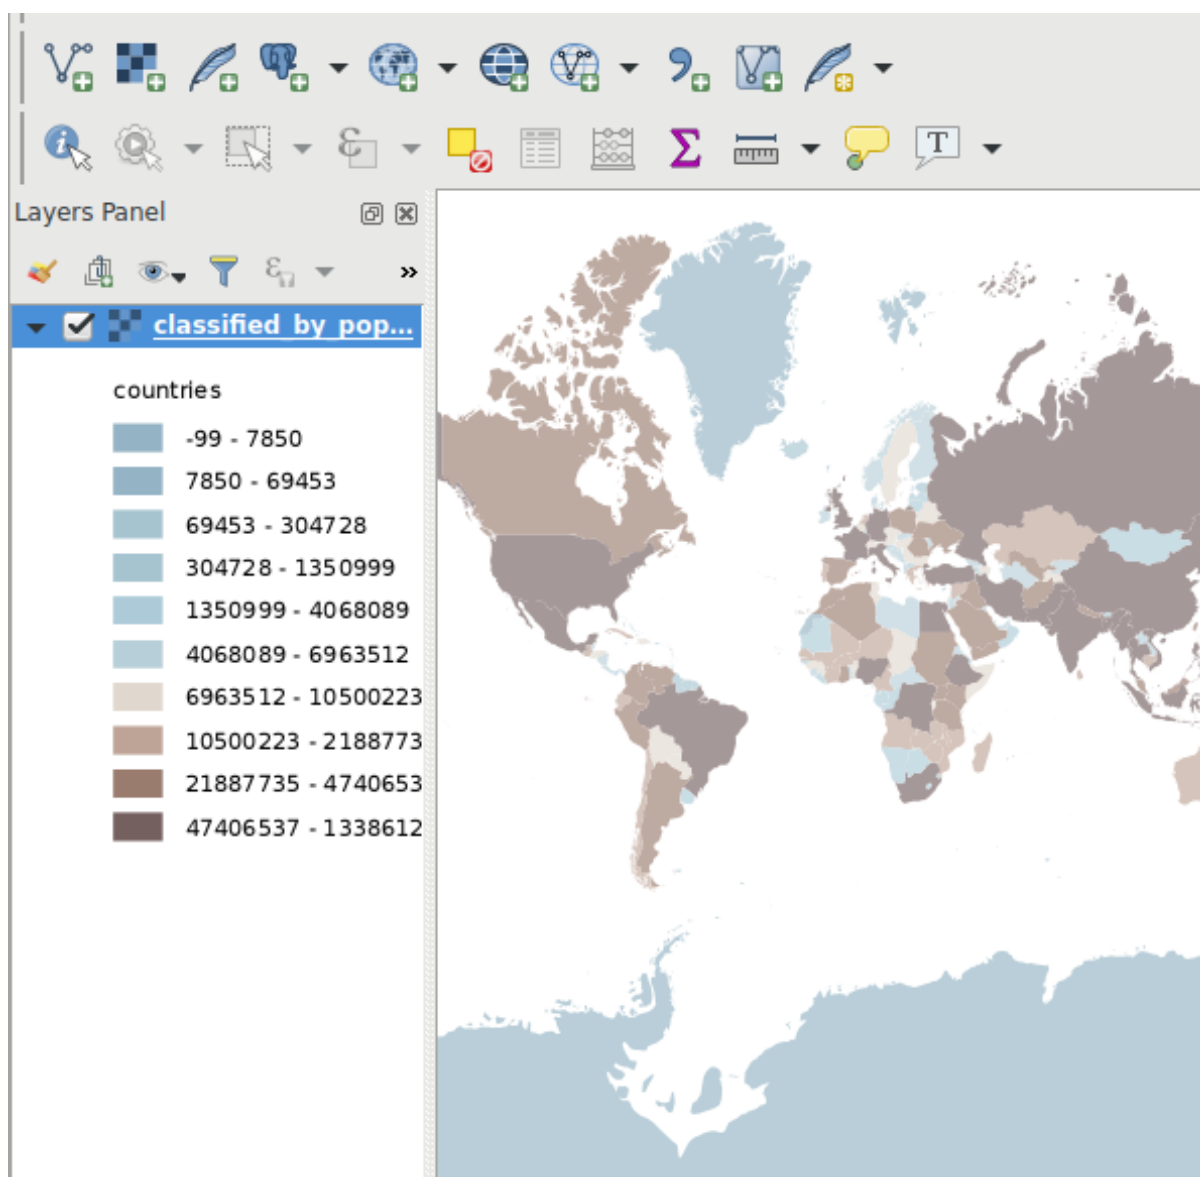 T
Layers Panel
classified_by_pop...
countries
-99 - 7850
7850 - 69453
69453 - 304728
304728 - 1350999
1350999 - 4068089
4068089 - 6963512
6963512 - 10500223
10500223 - 2188773
21887735 - 4740653
47406537 - 1338612